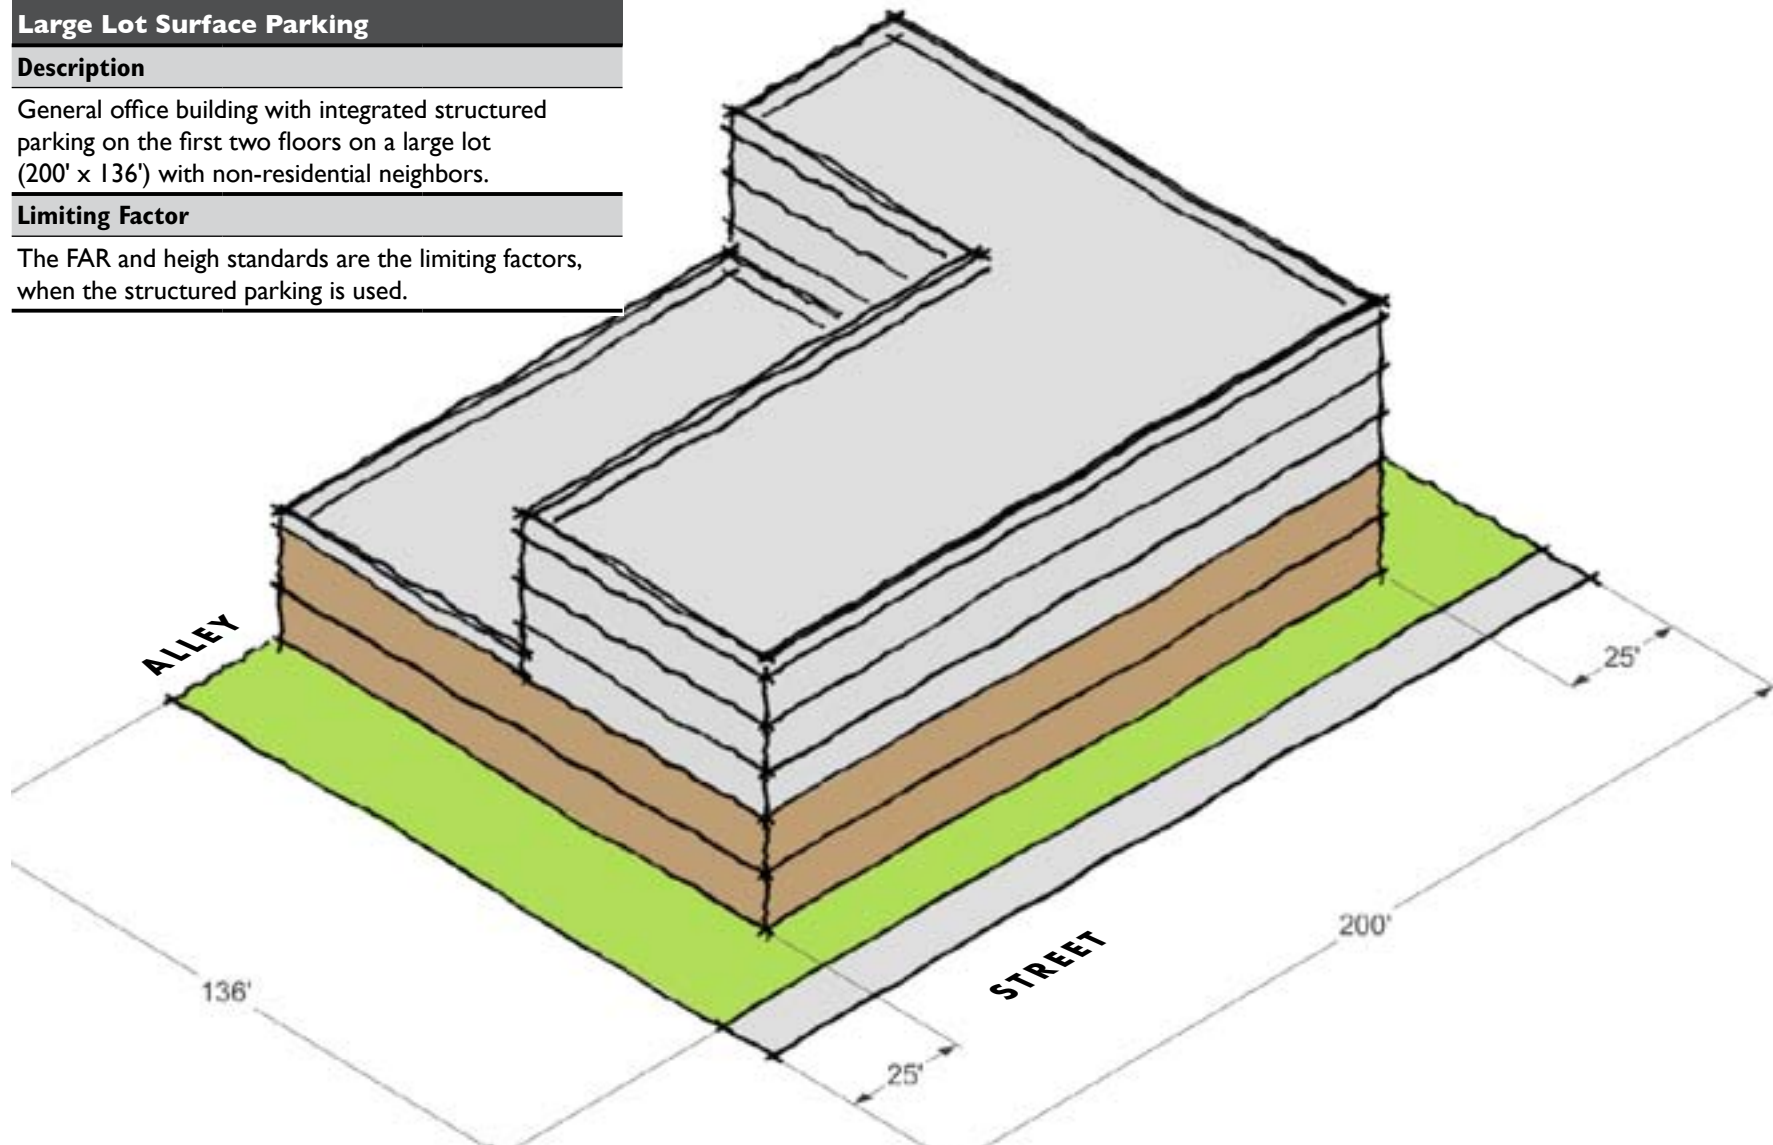 Large Lot Surface Parking
Description
General office building with integrated structured
parking on the first two floors on a large lot
(200' x 136') with non-residential neighbors.
Limiting Factor
The FAR and heigh standards are the limiting factors,
when the structured parking is used.
ALLEY
25'
200'
STREET
136'
25'